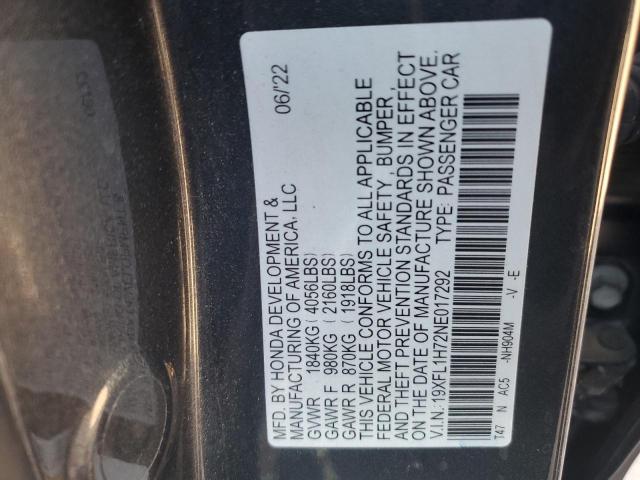 MFD. BY HONDA DEVELOPMENT &
MANUFACTURING OF AMERICA, LLC 06/'22
GVWR 1840KG ( 4056LBS)
GAWR F 980KG ( 2160LBS)
GAWR R 870KG ( 1918LBS)
THIS VEHICLE CONFORMS TO ALL APPLICABLE
FEDERAL MOTOR VEHICLE SAFETY, BUMPER,
AND THEFT PREVENTION STANDARDS IN EFFECT
ON THE DATE OF MANUFACTURE SHOWN ABOVE.
V.I.N: 19XFL1H72NE017292 TYPE: PASSENGER CAR
T47 N AC5 -NH904M -V -E